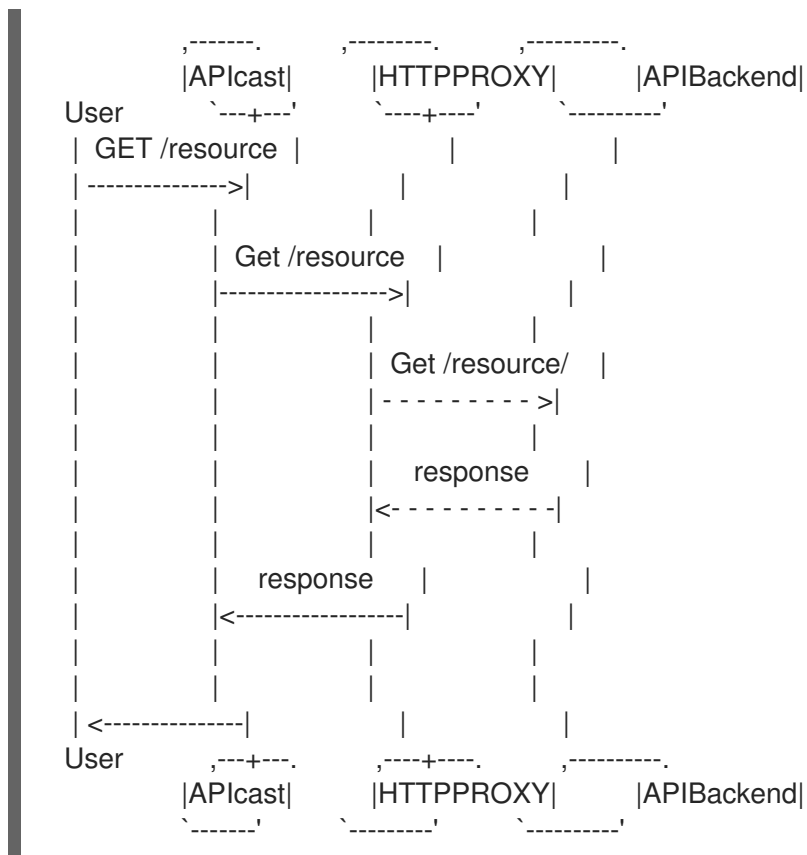 ,-------. ,---------. ,----------.
|APIcast| |HTTPPROXY| |APIBackend|
User `---+---' `----+----' `----------'
| GET /resource | | |
| --------------->| | |
| | | |
| | Get /resource | |
| |------------------>| |
| | | |
| | | Get /resource/ |
| | | - - - - - - - - - >|
| | | |
| | | response |
| | |<- - - - - - - - - -|
| | | |
| | response | |
| |<------------------| |
| | | |
| | | |
| <---------------| | |
User ,---+---. ,----+----. ,----------.
|APIcast| |HTTPPROXY| |APIBackend|
`-------' `---------' `-----------'